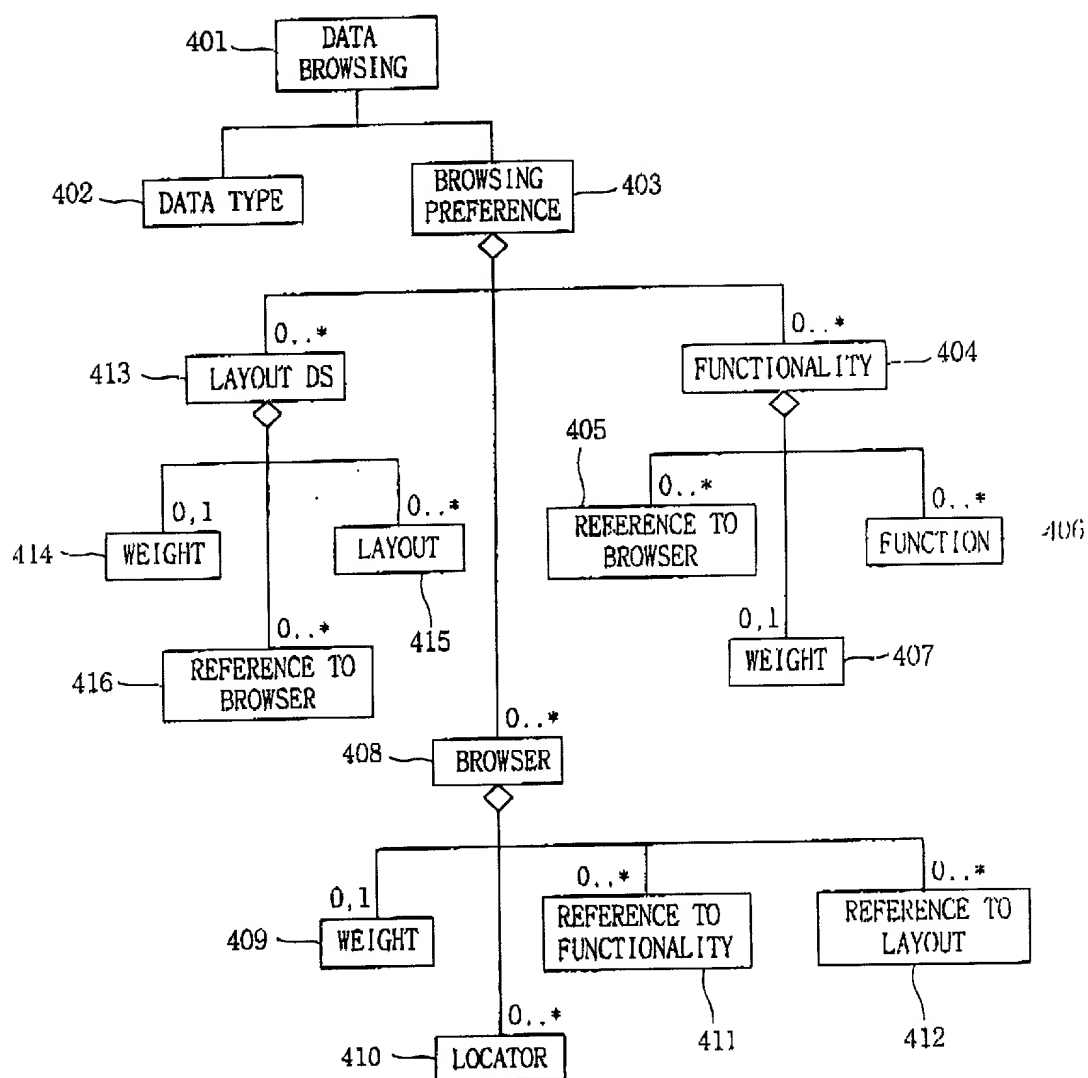 401
DATA
BROWSING
402
DATA TYPE
BROWSING
PREFERENCE
403
0..*
413
LAYOUT DS
0..*
FUNCTIONALITY
404
405
0,1
414
WEIGHT
0..*
LAYOUT
415
0..*
REFERENCE TO
BROWSER
0..*
FUNCTION
406
0..*
416
REFERENCE TO
BROWSER
0,1
WEIGHT
407
0..*
408
BROWSER
0,1
409
WEIGHT
0..*
REFERENCE TO
FUNCTIONALITY
411
0..*
REFERENCE TO
LAYOUT
412
0..*
410
LOCATOR